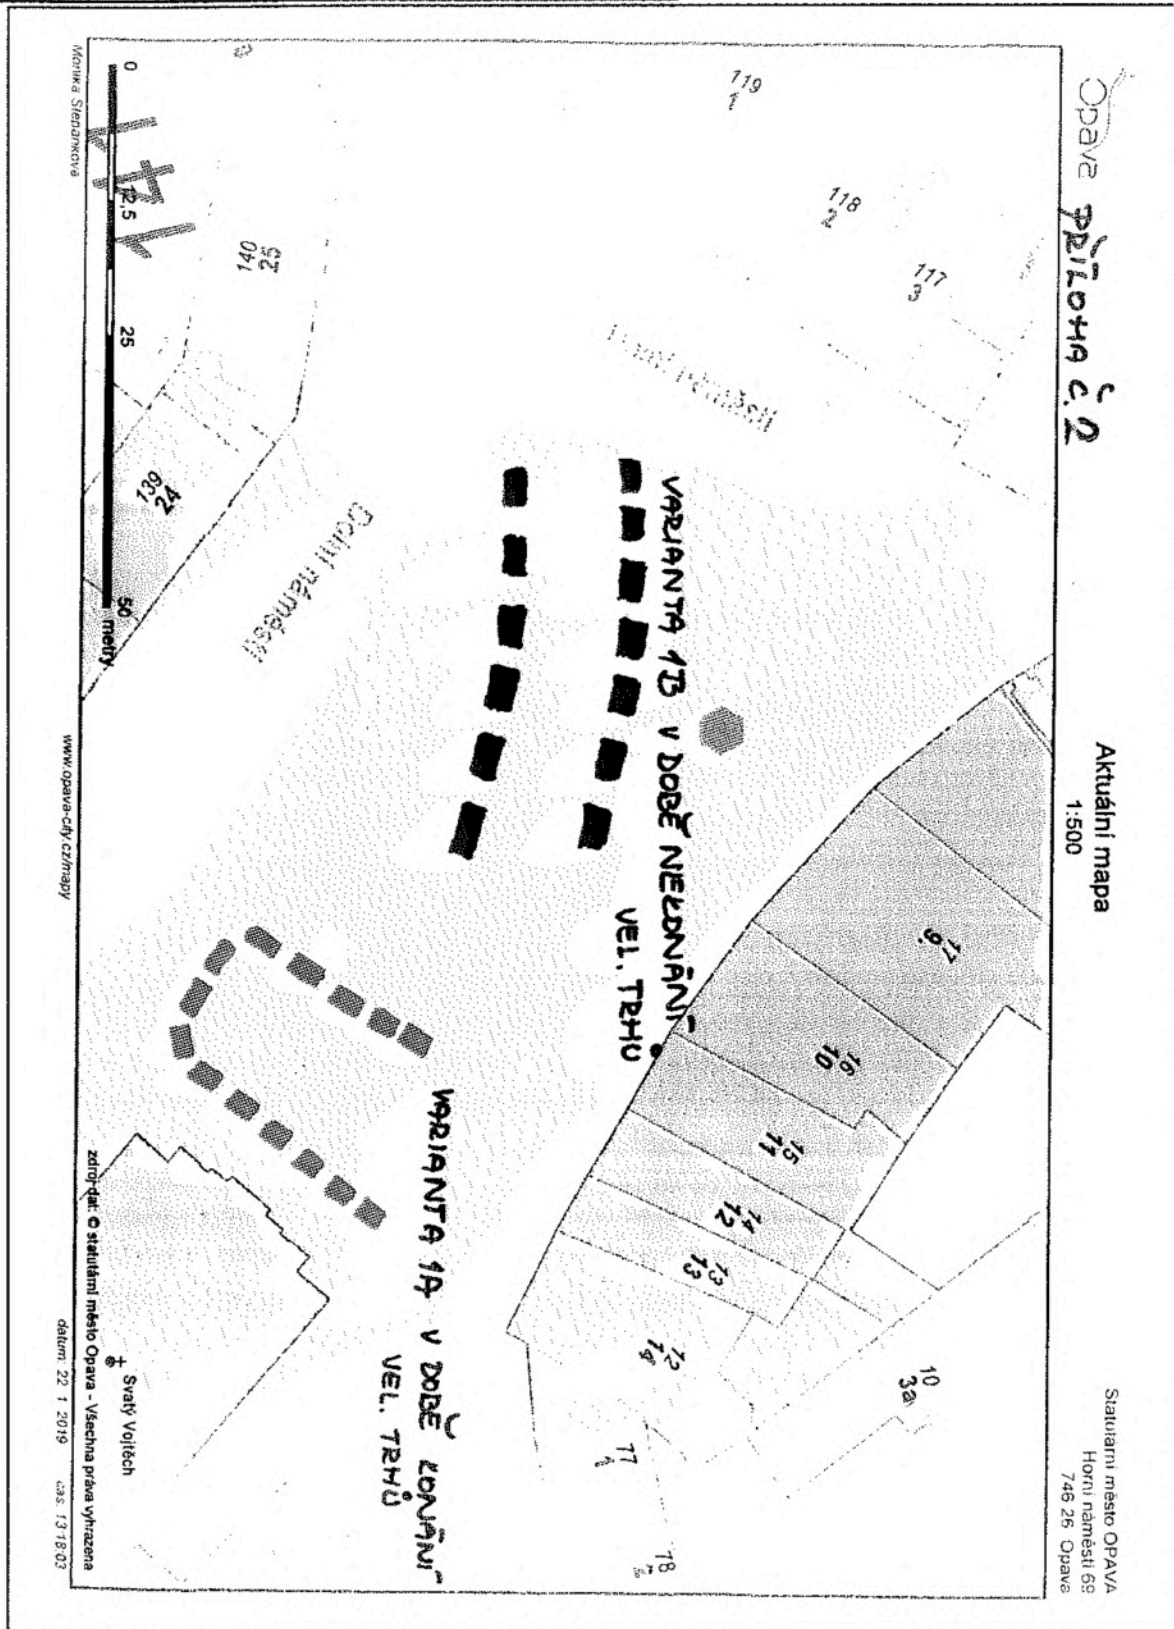 Opava PŘÍLOHA Č.2
Aktuální mapa
1:500
Statutární město OPAVA
Horní náměstí 69
746 26 Opava
119
1
118
2
117
3
140
25
139
24
Dolní náměstí
Dolní náměstí
VARIANTA 1B V DOBĚ NEKONÁNÍ
VEL. TRHŮ
VARIANTA 1A V DOBĚ KONÁNÍ
VEL. TRHŮ
17
9
16
10
15
11
14
12
13
13
12
14
10
3a
77
78
Svatý Vojtěch
0 12,5 25 50
metry
Monika Štěpánková
www.opava-city.cz/mapy
zdroj dat: © statutární město Opava - Všechna práva vyhrazena
datum: 22 1 2019 čas: 13:18:03